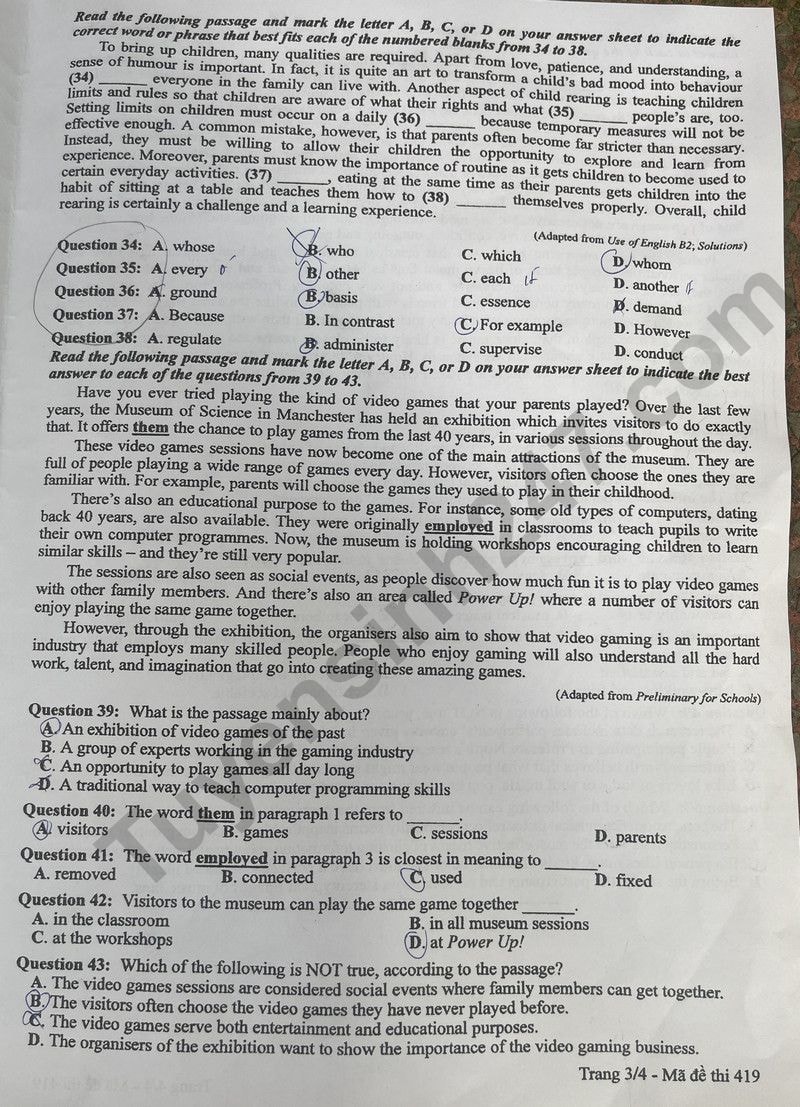 Read the following passage and mark the letter A, B, C, or D on your answer sheet to indicate the
correct word or phrase that best fits each of the numbered blanks from 34 to 38.
To bring up children, many qualities are required. Apart from love, patience, and understanding, a
sense of humour is important. In fact, it is quite an art to transform a child's bad mood into behaviour
(34) ______ everyone in the family can live with. Another aspect of child rearing is teaching children
limits and rules so that children are aware of what their rights and what (35) ______ people's are, too.
Setting limits on children must occur on a daily (36) ______ because temporary measures will not be
effective enough. A common mistake, however, is that parents often become far stricter than necessary.
Instead, they must be willing to allow their children the opportunity to explore and learn from
experience. Moreover, parents must know the importance of routine as it gets children to become used to
certain everyday activities. (37) ______, eating at the same time as their parents gets children into the
habit of sitting at a table and teaches them how to (38) ______ themselves properly. Overall, child
rearing is certainly a challenge and a learning experience.
(Adapted from Use of English B2; Solutions)
Question 34: A. whose B. who C. which D. whom
Question 35: A. every B. other C. each D. another
Question 36: A. ground B. basis C. essence D. demand
Question 37: A. Because B. In contrast C. For example D. However
Question 38: A. regulate B. administer C. supervise D. conduct
Read the following passage and mark the letter A, B, C, or D on your answer sheet to indicate the best
answer to each of the questions from 39 to 43.
Have you ever tried playing the kind of video games that your parents played? Over the last few
years, the Museum of Science in Manchester has held an exhibition which invites visitors to do exactly
that. It offers them the chance to play games from the last 40 years, in various sessions throughout the day.
These video games sessions have now become one of the main attractions of the museum. They are
full of people playing a wide range of games every day. However, visitors often choose the ones they are
familiar with. For example, parents will choose the games they used to play in their childhood.
There's also an educational purpose to the games. For instance, some old types of computers, dating
back 40 years, are also available. They were originally employed in classrooms to teach pupils to write
their own computer programmes. Now, the museum is holding workshops encouraging children to learn
similar skills – and they're still very popular.
The sessions are also seen as social events, as people discover how much fun it is to play video games
with other family members. And there's also an area called Power Up! where a number of visitors can
enjoy playing the same game together.
However, through the exhibition, the organisers also aim to show that video gaming is an important
industry that employs many skilled people. People who enjoy gaming will also understand all the hard
work, talent, and imagination that go into creating these amazing games.
(Adapted from Preliminary for Schools)
Question 39: What is the passage mainly about?
A. An exhibition of video games of the past
B. A group of experts working in the gaming industry
C. An opportunity to play games all day long
D. A traditional way to teach computer programming skills
Question 40: The word them in paragraph 1 refers to ______.
A. visitors B. games C. sessions D. parents
Question 41: The word employed in paragraph 3 is closest in meaning to ______.
A. removed B. connected C. used D. fixed
Question 42: Visitors to the museum can play the same game together ______.
A. in the classroom B. in all museum sessions
C. at the workshops D. at Power Up!
Question 43: Which of the following is NOT true, according to the passage?
A. The video games sessions are considered social events where family members can get together.
B. The visitors often choose the video games they have never played before.
C. The video games serve both entertainment and educational purposes.
D. The organisers of the exhibition want to show the importance of the video gaming business.
Trang 3/4 - Mã đề thi 419
Tuyensinh247.com